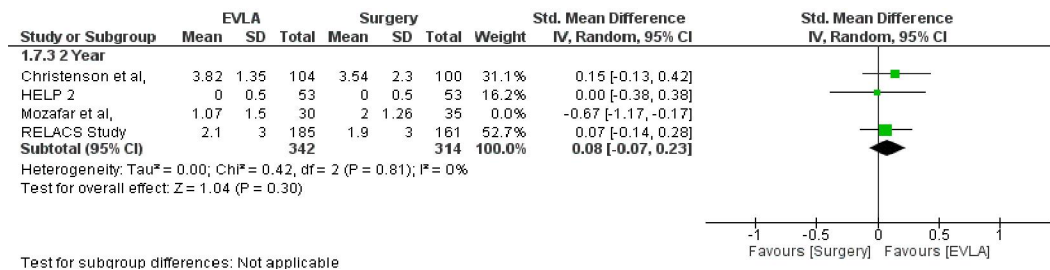 EVLA Surgery Std. Mean Difference Std. Mean Difference
Study or Subgroup Mean SD Total Mean SD Total Weight IV, Random, 95% CI IV, Random, 95% CI
1.7.3 2 Year
Christenson et al, 3.82 1.35 104 3.54 2.3 100 31.1% 0.15 [-0.13, 0.42]
HELP 2 0 0.5 53 0 0.5 53 16.2% 0.00 [-0.38, 0.38]
Mozafar et al, 1.07 1.5 30 2 1.26 35 0.0% -0.67 [-1.17, -0.17]
RELACS Study 2.1 3 185 1.9 3 161 52.7% 0.07 [-0.14, 0.28]
Subtotal (95% CI) 342 314 100.0% 0.08 [-0.07, 0.23]
Heterogeneity: Tau² = 0.00; Chi² = 0.42, df = 2 (P = 0.81); I² = 0%
Test for overall effect: Z = 1.04 (P = 0.30)
-1 -0.5 0 0.5 1
Favours [Surgery] Favours [EVLA]
Test for subgroup differences: Not applicable